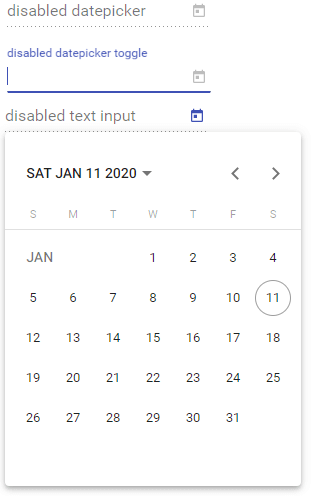 disabled datepicker
disabled datepicker toggle
disabled text input
SAT JAN 11 2020
S M T W T F S
JAN 1 2 3 4
5 6 7 8 9 10 11
12 13 14 15 16 17 18
19 20 21 22 23 24 25
26 27 28 29 30 31